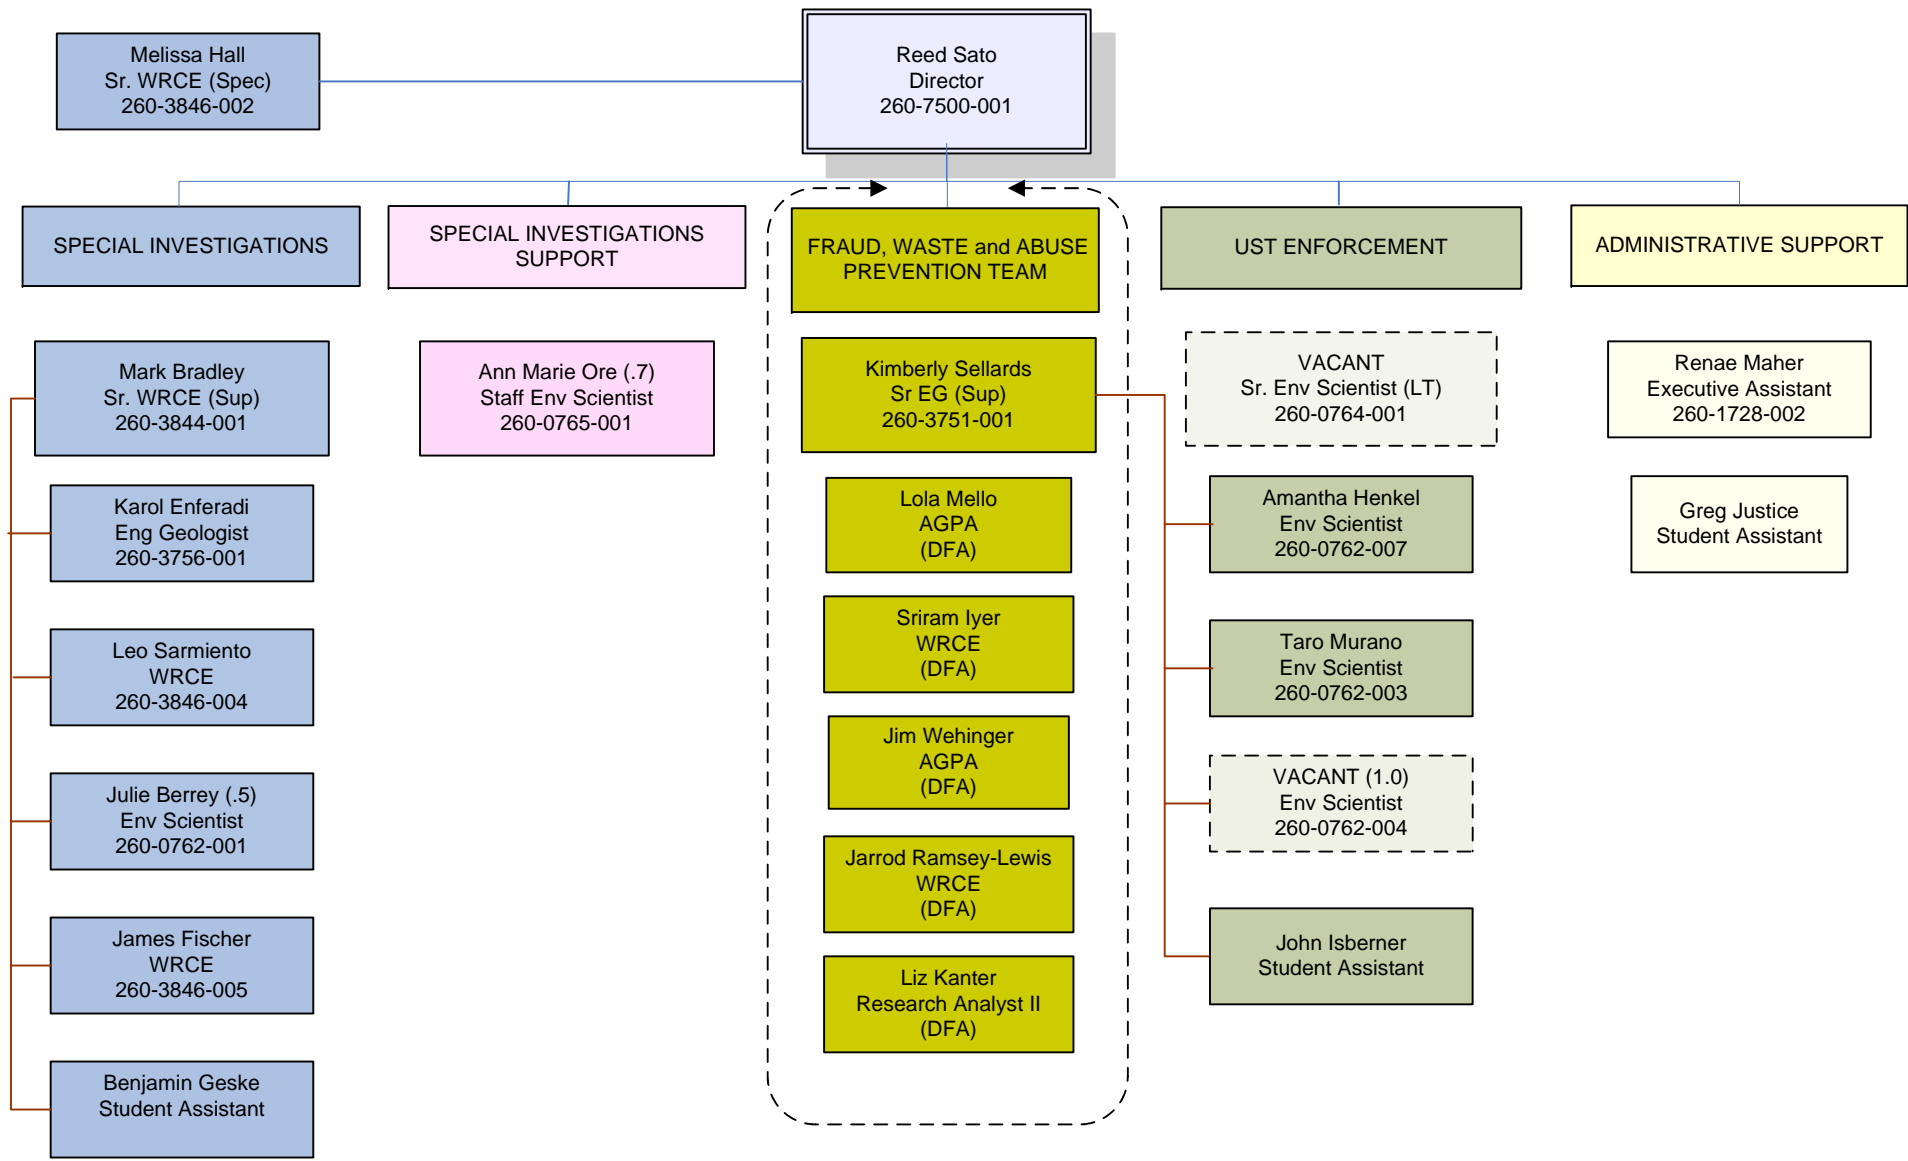 Melissa Hall
Sr. WRCE (Spec)
260-3846-002
Reed Sato
Director
260-7500-001
SPECIAL INVESTIGATIONS
SPECIAL INVESTIGATIONS
SUPPORT
FRAUD, WASTE and ABUSE
PREVENTION TEAM
UST ENFORCEMENT
ADMINISTRATIVE SUPPORT
Mark Bradley
Sr. WRCE (Sup)
260-3844-001
Karol Enferadi
Eng Geologist
260-3756-001
Leo Sarmiento
WRCE
260-3846-004
Julie Berrey (.5)
Env Scientist
260-0762-001
James Fischer
WRCE
260-3846-005
Benjamin Geske
Student Assistant
Ann Marie Ore (.7)
Staff Env Scientist
260-0765-001
Kimberly Sellards
Sr EG (Sup)
260-3751-001
Lola Mello
AGPA
(DFA)
Sriram Iyer
WRCE
(DFA)
Jim Wehinger
AGPA
(DFA)
Jarrod Ramsey-Lewis
WRCE
(DFA)
Liz Kanter
Research Analyst II
(DFA)
VACANT
Sr. Env Scientist (LT)
260-0764-001
Amantha Henkel
Env Scientist
260-0762-007
Taro Murano
Env Scientist
260-0762-003
VACANT (1.0)
Env Scientist
260-0762-004
John Isberner
Student Assistant
Renae Maher
Executive Assistant
260-1728-002
Greg Justice
Student Assistant